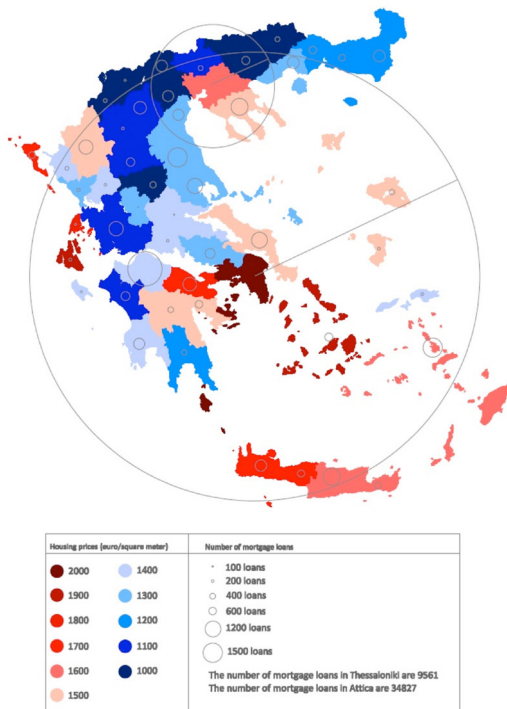 Housing prices (euro/square meter)
Number of mortgage loans
2000
1900
1800
1700
1600
1500
1400
1300
1200
1100
1000
100 loans
200 loans
400 loans
600 loans
1200 loans
1500 loans
The number of mortgage loans in Thessaloniki are 9561
The number of mortgage loans in Attica are 34827